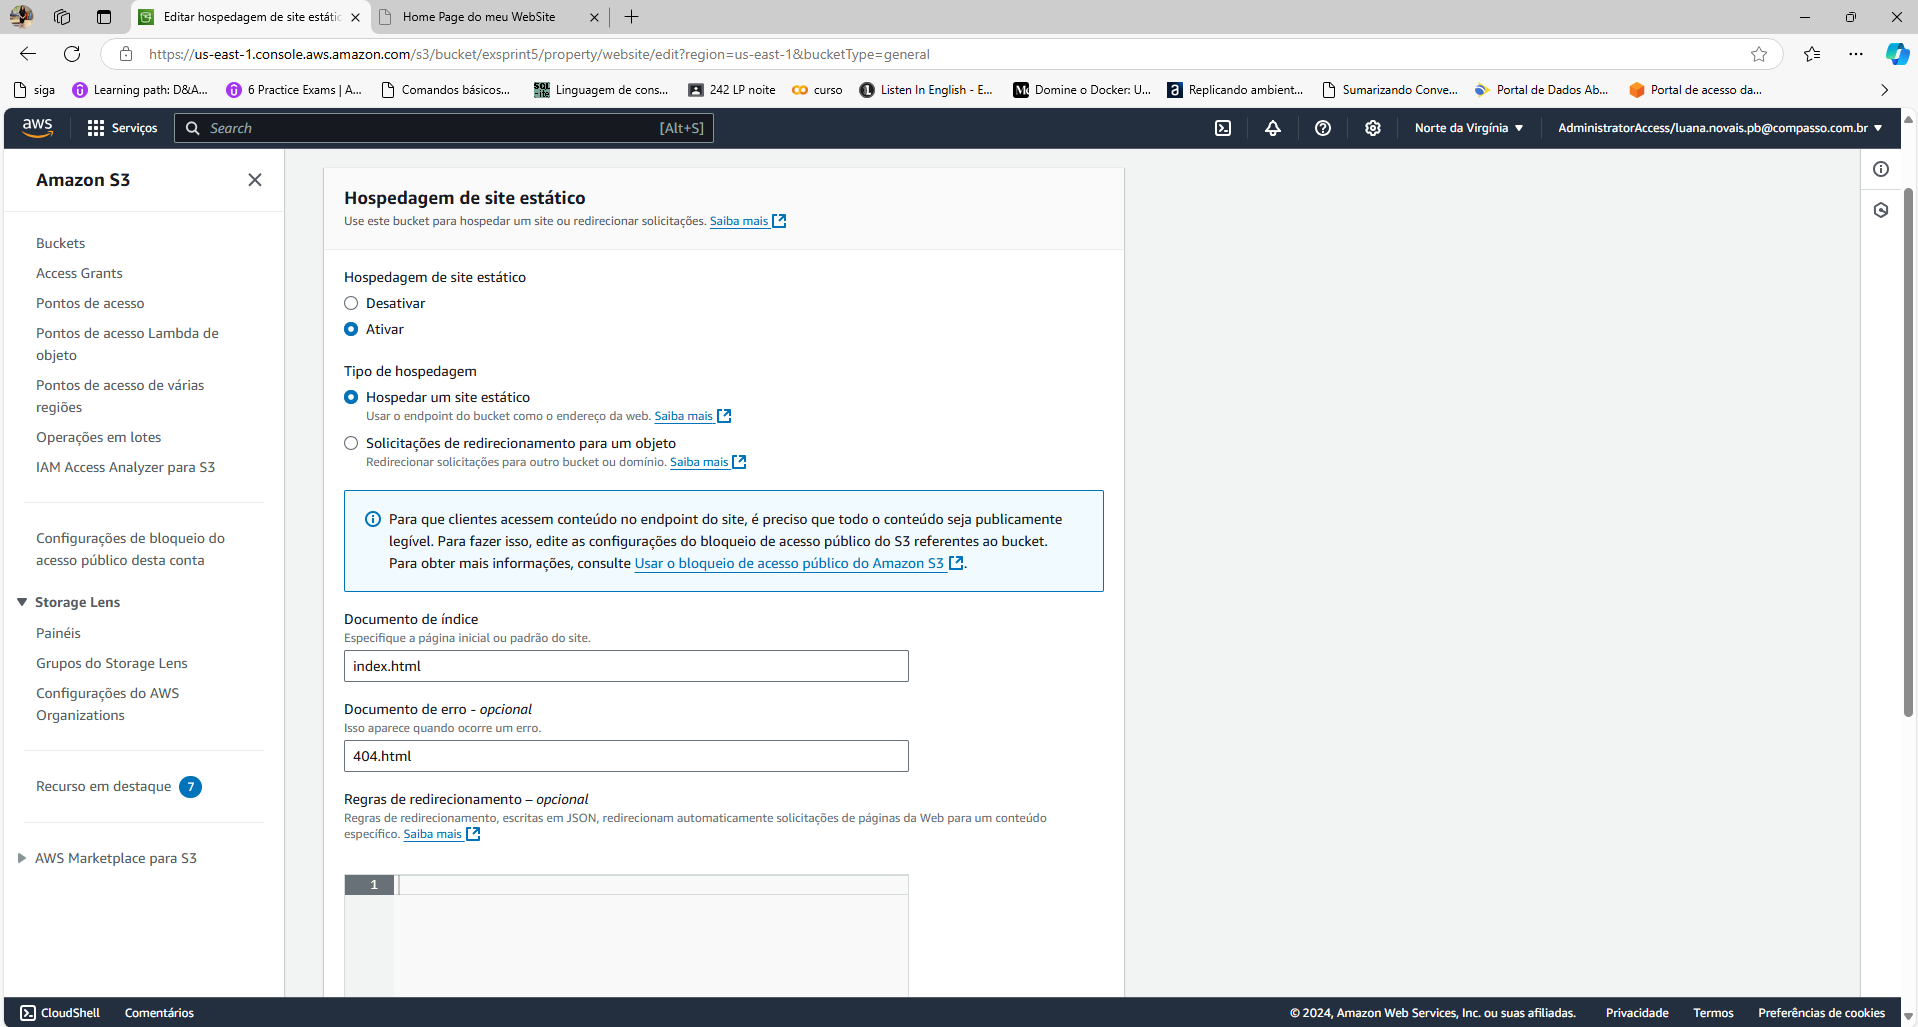 Editar hospedagem de site estátic
Home Page do meu WebSite
https://us-east-1.console.aws.amazon.com/s3/bucket/exsprint5/property/website/edit?region=us-east-1&bucketType=general
siga
Learning path: D&A...
6 Practice Exams | A...
Comandos básicos...
Linguagem de cons...
242 LP noite
curso
Listen In English - E...
Domine o Docker: U...
Replicando ambient...
Sumarizando Conve...
Portal de Dados Ab...
Portal de acesso da...
aws
Serviços
Search
[Alt+S]
Norte da Virgínia
AdministratorAccess/luana.novais.pb@compasso.com.br
Amazon S3
Buckets
Access Grants
Pontos de acesso
Pontos de acesso Lambda de
objeto
Pontos de acesso de várias
regiões
Operações em lotes
IAM Access Analyzer para S3
Configurações de bloqueio do
acesso público desta conta
Storage Lens
Painéis
Grupos do Storage Lens
Configurações do AWS
Organizations
Recurso em destaque 7
AWS Marketplace para S3
Hospedagem de site estático
Use este bucket para hospedar um site ou redirecionar solicitações. Saiba mais
Hospedagem de site estático
Desativar
Ativar
Tipo de hospedagem
Hospedar um site estático
Usar o endpoint do bucket como o endereço da web. Saiba mais
Solicitações de redirecionamento para um objeto
Redirecionar solicitações para outro bucket ou domínio. Saiba mais
Para que clientes acessem conteúdo no endpoint do site, é preciso que todo o conteúdo seja publicamente
legível. Para fazer isso, edite as configurações do bloqueio de acesso público do S3 referentes ao bucket.
Para obter mais informações, consulte Usar o bloqueio de acesso público do Amazon S3.
Documento de índice
Especifique a página inicial ou padrão do site.
index.html
Documento de erro - opcional
Isso aparece quando ocorre um erro.
404.html
Regras de redirecionamento – opcional
Regras de redirecionamento, escritas em JSON, redirecionam automaticamente solicitações de páginas da Web para um conteúdo
específico. Saiba mais
1
CloudShell
Comentários
© 2024, Amazon Web Services, Inc. ou suas afiliadas.
Privacidade
Termos
Preferências de cookies